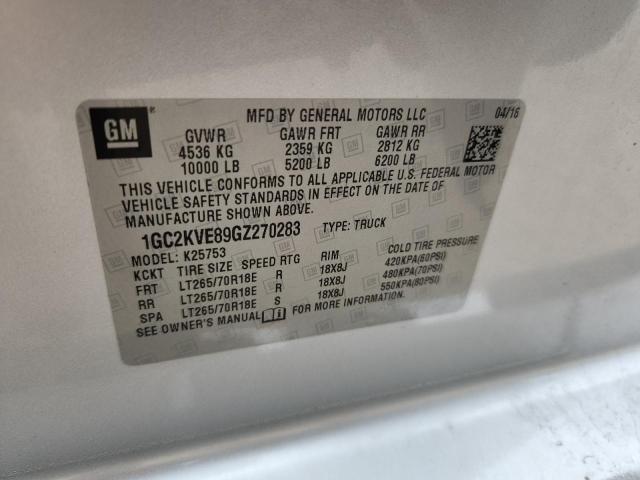 GM
MFD BY GENERAL MOTORS LLC 04/16
GVWR GAWR FRT GAWR RR
4536 KG 2359 KG 2812 KG
10000 LB 5200 LB 6200 LB
THIS VEHICLE CONFORMS TO ALL APPLICABLE U.S. FEDERAL MOTOR
VEHICLE SAFETY STANDARDS IN EFFECT ON THE DATE OF
MANUFACTURE SHOWN ABOVE.
1GC2KVE89GZ270283 TYPE: TRUCK
MODEL: K25753
KCKT TIRE SIZE SPEED RTG RIM COLD TIRE PRESSURE
FRT LT265/70R18E R 18X8J 420KPA(60PSI)
RR LT265/70R18E R 18X8J 480KPA(70PSI)
SPA LT265/70R18E S 18X8J 550KPA(80PSI)
SEE OWNER'S MANUAL FOR MORE INFORMATION.